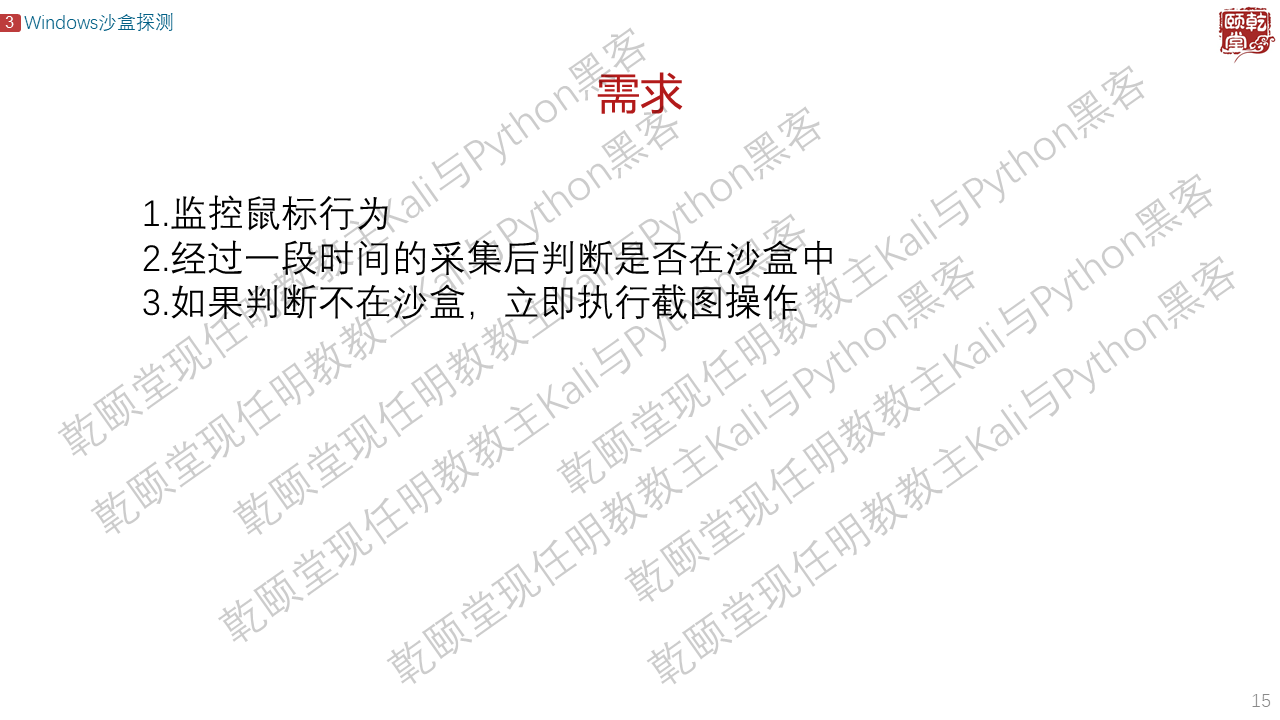 3 Windows沙盒探测
乾颐堂
需求
1.监控鼠标行为
2.经过一段时间的采集后判断是否在沙盒中
3.如果判断不在沙盒，立即执行截图操作
乾颐堂现任明教教主Kali与Python黑客
乾颐堂现任明教教主Kali与Python黑客
乾颐堂现任明教教主Kali与Python黑客
乾颐堂现任明教教主Kali与Python黑客
乾颐堂现任明教教主Kali与Python黑客
乾颐堂现任明教教主Kali与Python黑客
乾颐堂现任明教教主Kali与Python黑客
乾颐堂现任明教教主Kali与Python黑客
15